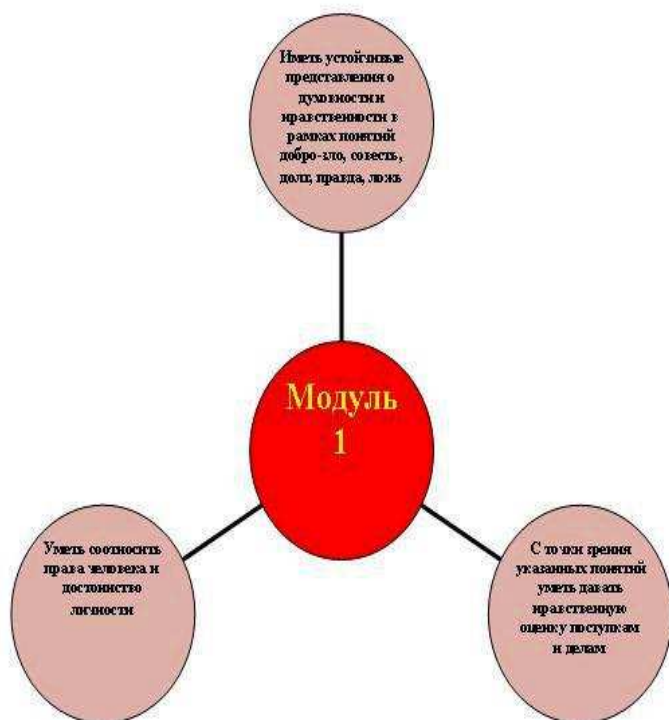 Иметь устойчивые
представления о
духовности и
нравственности в
рамках понятий
добро-зло, совесть,
долг, правда, ложь
Модуль
1
Уметь соотносить
права человека и
достоинство
личности
С точки зрения
указанных понятий
уметь давать
нравственную
оценку поступкам
и делам